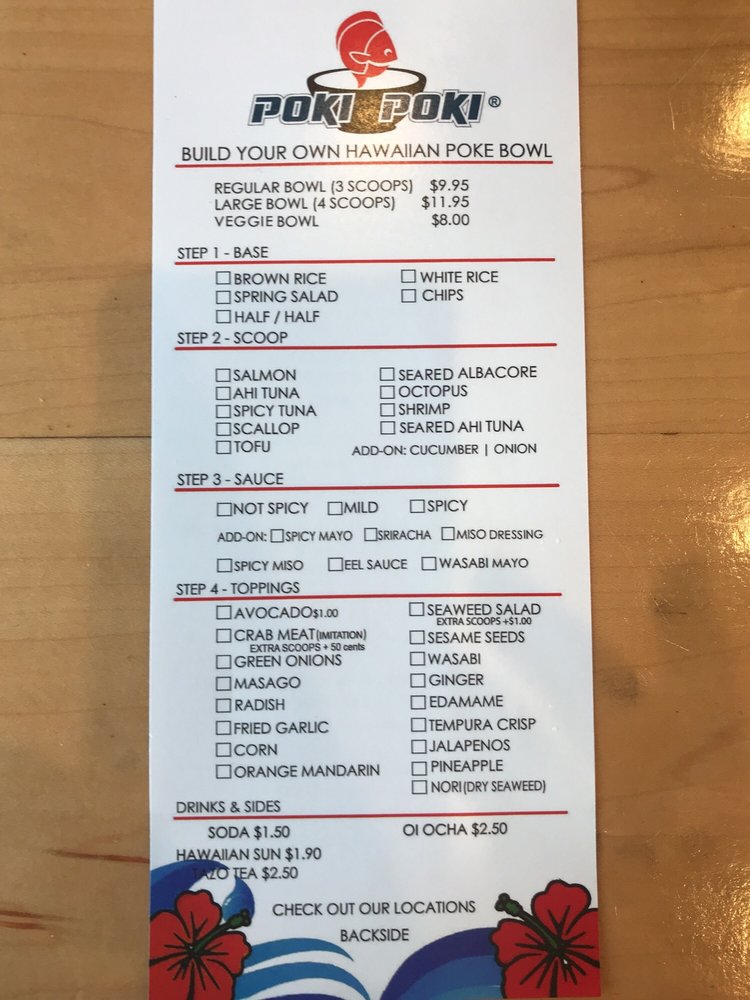 POKI POKI®
BUILD YOUR OWN HAWAIIAN POKE BOWL
REGULAR BOWL (3 SCOOPS) $9.95
LARGE BOWL (4 SCOOPS) $11.95
VEGGIE BOWL $8.00
STEP 1 - BASE
BROWN RICE WHITE RICE
SPRING SALAD CHIPS
HALF / HALF
STEP 2 - SCOOP
SALMON SEARED ALBACORE
AHI TUNA OCTOPUS
SPICY TUNA SHRIMP
SCALLOP SEARED AHI TUNA
TOFU ADD-ON: CUCUMBER | ONION
STEP 3 - SAUCE
NOT SPICY MILD SPICY
ADD-ON: SPICY MAYO SRIRACHA MISO DRESSING
SPICY MISO EEL SAUCE WASABI MAYO
STEP 4 - TOPPINGS
AVOCADO $1.00 SEAWEED SALAD
EXTRA SCOOPS +$1.00
CRAB MEAT (IMITATION) SESAME SEEDS
EXTRA SCOOPS + 50 cents
GREEN ONIONS WASABI
MASAGO GINGER
RADISH EDAMAME
FRIED GARLIC TEMPURA CRISP
CORN JALAPENOS
ORANGE MANDARIN PINEAPPLE
NORI (DRY SEAWEED)
DRINKS & SIDES
SODA $1.50 OI OCHA $2.50
HAWAIIAN SUN $1.90
TAZO TEA $2.50
CHECK OUT OUR LOCATIONS
BACKSIDE